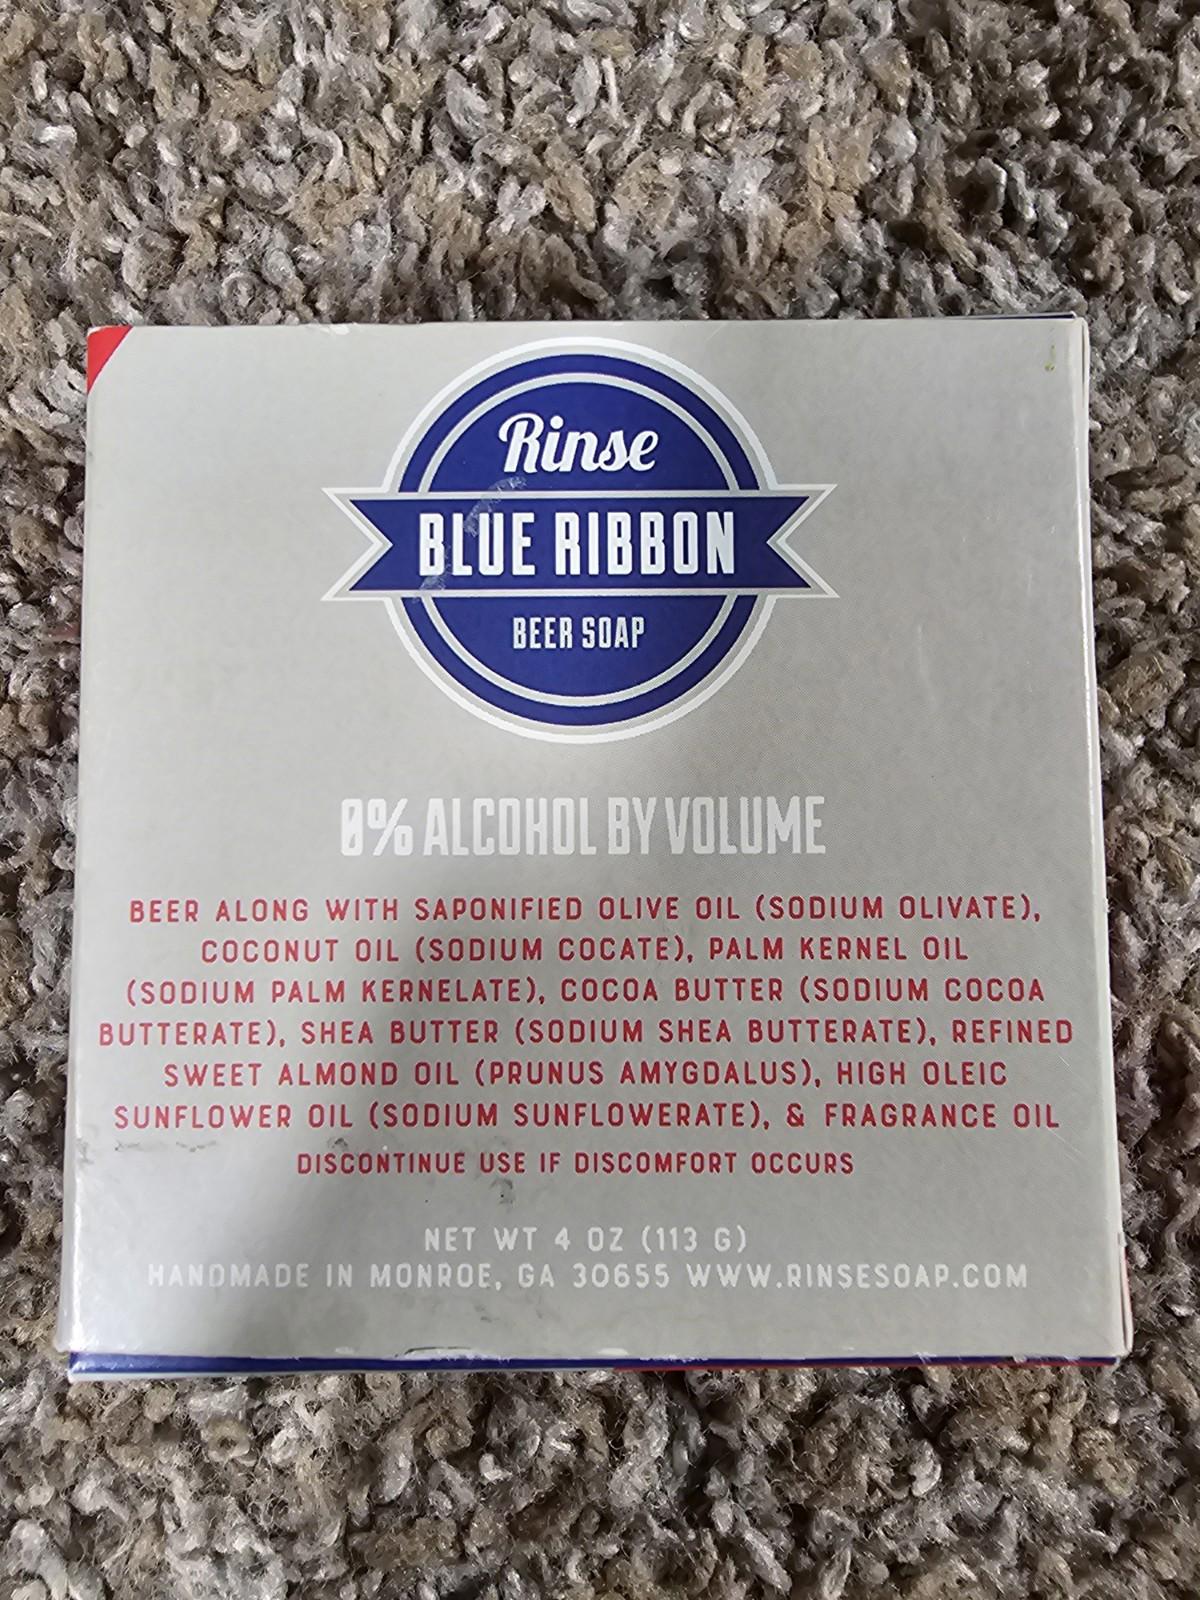 Rinse
BLUE RIBBON
BEER SOAP
0% ALCOHOL BY VOLUME
BEER ALONG WITH SAPONIFIED OLIVE OIL (SODIUM OLIVATE),
COCONUT OIL (SODIUM COCATE), PALM KERNEL OIL
(SODIUM PALM KERNELATE), COCOA BUTTER (SODIUM COCOA
BUTTERATE), SHEA BUTTER (SODIUM SHEA BUTTERATE), REFINED
SWEET ALMOND OIL (PRUNUS AMYGDALUS), HIGH OLEIC
SUNFLOWER OIL (SODIUM SUNFLOWERATE), & FRAGRANCE OIL
DISCONTINUE USE IF DISCOMFORT OCCURS
NET WT 4 OZ (113 G)
HANDMADE IN MONROE, GA 30655 WWW.RINSESOAP.COM